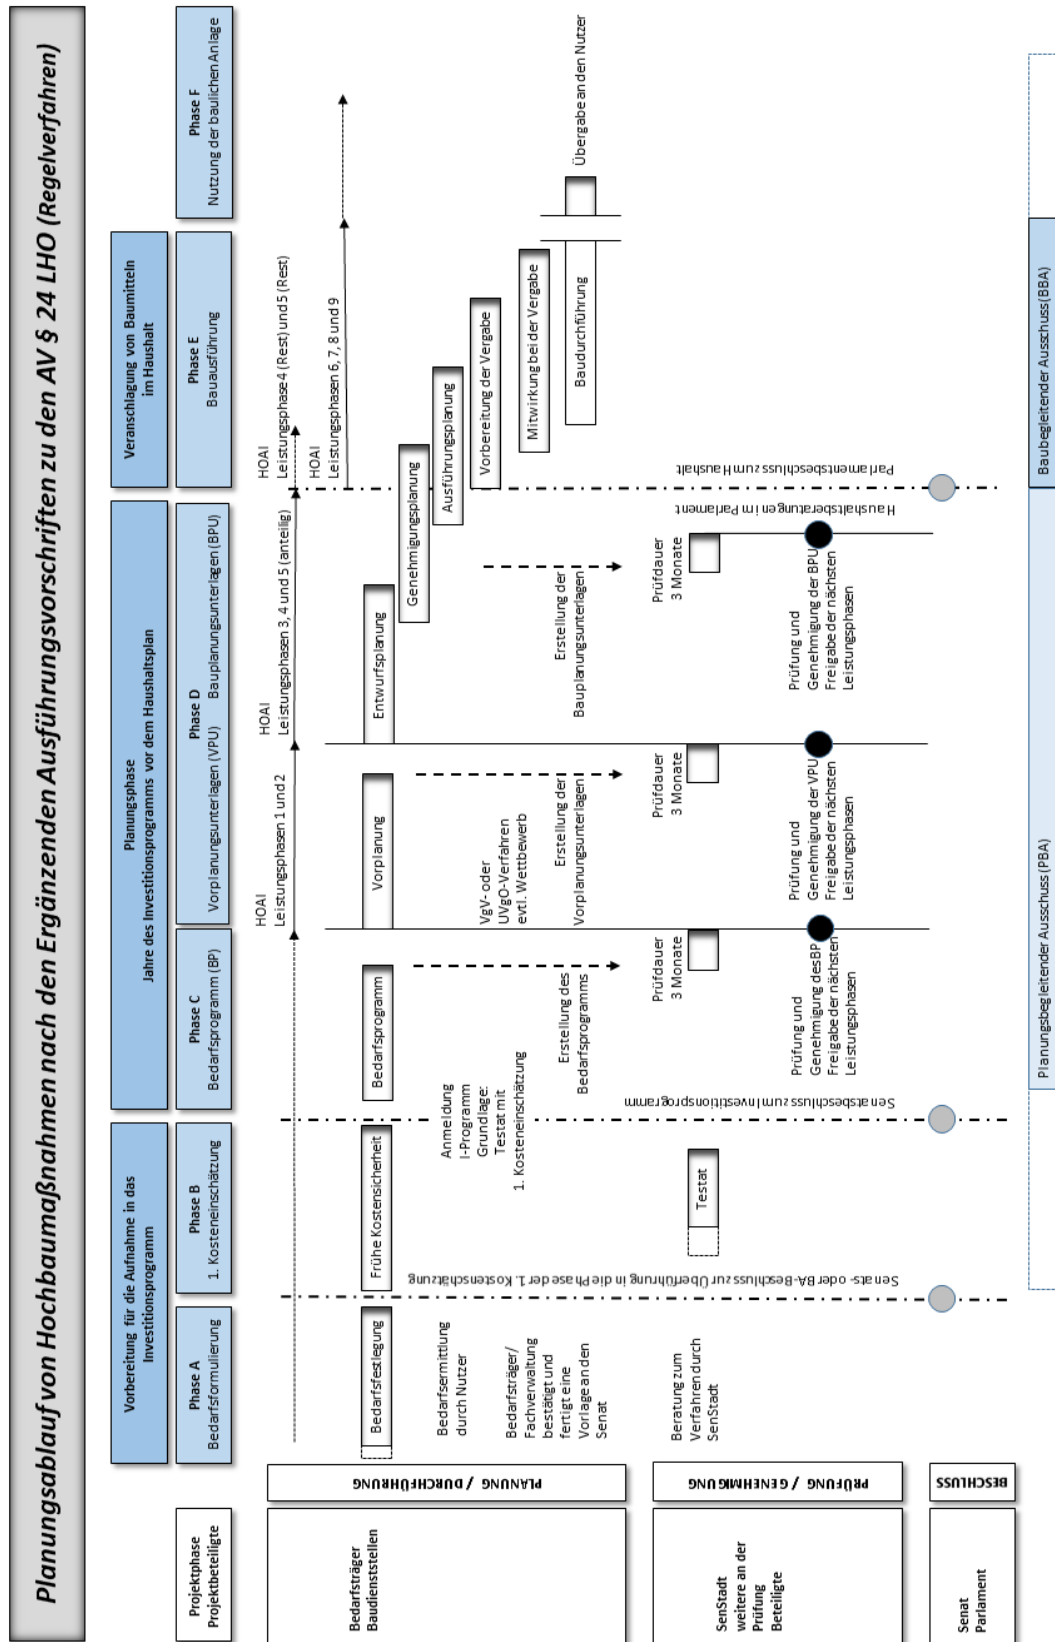 Planungsablauf von Hochbaumaßnahmen nach den Ergänzenden Ausführungsvorschriften zu den AV § 24 LHO (Regelverfahren)
Vorbereitung für die Aufnahme in das
Investitionsprogramm
Planungsphase
Jahre des Investitionsprogramms vor dem Haushaltsplan
Veranschlagung von Baumitteln
im Haushalt
Projektphase
Projektbeteiligte
Phase A
Bedarfsformulierung
Phase B
1. Kosteneinschätzung
Phase C
Bedarfsprogramm (BP)
Phase D
Vorplanungsunterlagen (VPU)
Bauplanungsunterlagen (BPU)
Phase E
Bauausführung
Phase F
Nutzung der baulichen Anlage
HOAI
Leistungsphasen 1 und 2
HOAI
Leistungsphasen 3, 4 und 5 (anteilig)
HOAI
Leistungsphase 4 (Rest) und 5 (Rest)
HOAI
Leistungsphasen 6, 7, 8 und 9
Bedarfsträger
Baudienststellen
PLANUNG / DURCHFÜHRUNG
Bedarfsfestlegung
Frühe Kostensicherheit
Bedarfsprogramm
Vorplanung
Entwurfsplanung
Genehmigungsplanung
Ausführungsplanung
Vorbereitung der Vergabe
Mitwirkung bei der Vergabe
Baudurchführung
Übergabe an den Nutzer
Bedarfsermittlung
durch Nutzer
Bedarfsträger/
Fachverwaltung
bestätigt und
fertigt eine
Vorlage an den
Senat
Senats- oder BA-Beschluss zur Überführung in die Phase der 1. Kostenschätzung
Anmeldung
I-Programm
Grundlage:
Testat mit
1. Kosteneinschätzung
Senatsbeschluss zum Investitionsprogramm
Erstellung des
Bedarfsprogramms
VgV- oder
UVgO-Verfahren
evtl. Wettbewerb
Erstellung der
Vorplanungsunterlagen
Erstellung der
Bauplanungsunterlagen
Haushaltsberatungen im Parlament
Parlamentsbeschluss zum Haushalt
SenStadt
weitere an der
Prüfung
Beteiligte
PRÜFUNG / GENEHMIGUNG
Beratung zum
Verfahren durch
SenStadt
Testat
Prüfdauer
3 Monate
Prüfdauer
3 Monate
Prüfdauer
3 Monate
Prüfung und
Genehmigung des BP
Freigabe der nächsten
Leistungsphasen
Prüfung und
Genehmigung der VPU
Freigabe der nächsten
Leistungsphasen
Prüfung und
Genehmigung der BPU
Freigabe der nächsten
Leistungsphasen
Senat
Parlament
BESCHLUSS
Planungsbegleitender Ausschuss (PBA)
Baubegleitender Ausschuss (BBA)